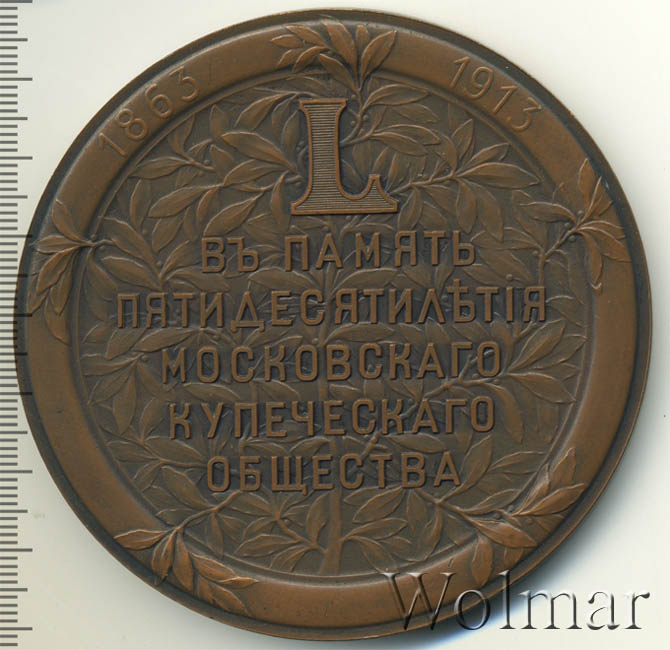 1863 1913
L
ВЪ ПАМЯТЬ
ПЯТИДЕСЯТИЛѢТІЯ
МОСКОВСКАГО
КУПЕЧЕСКАГО
ОБЩЕСТВА
Wolmar